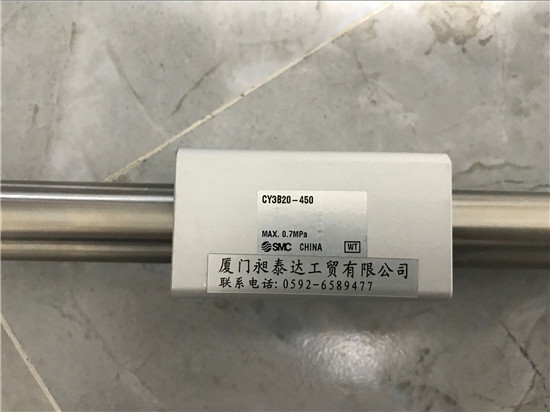 CY3B20-450
MAX. 0.7MPa
SMC CHINA WT
厦门昶泰达工贸有限公司
联系电话: 0592-6589477